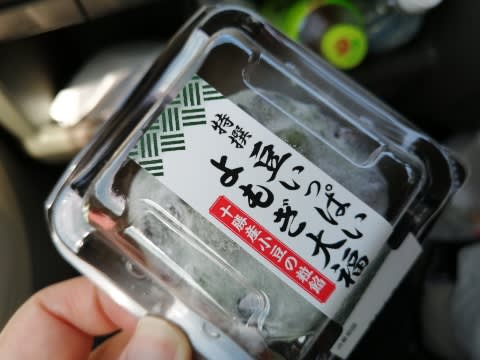 特撰
豆いっぱい
よもぎ大福
十勝産小豆の粒餡